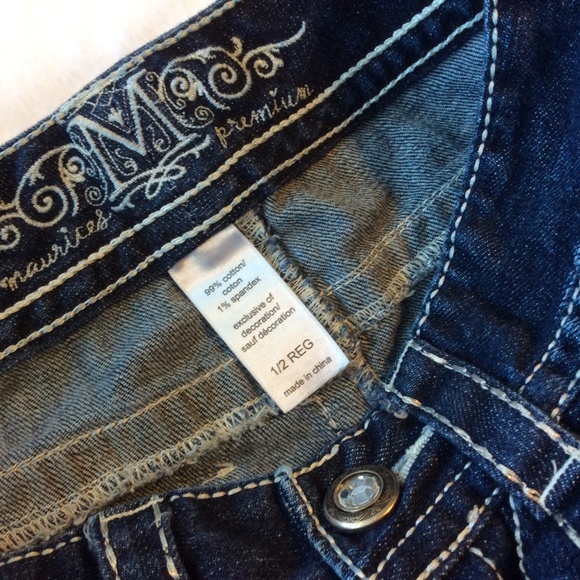 M
maurices
premium
99% cotton/
coton
1% spandex
exclusive of
decoration/
sauf décoration
1/2 REG
made in china